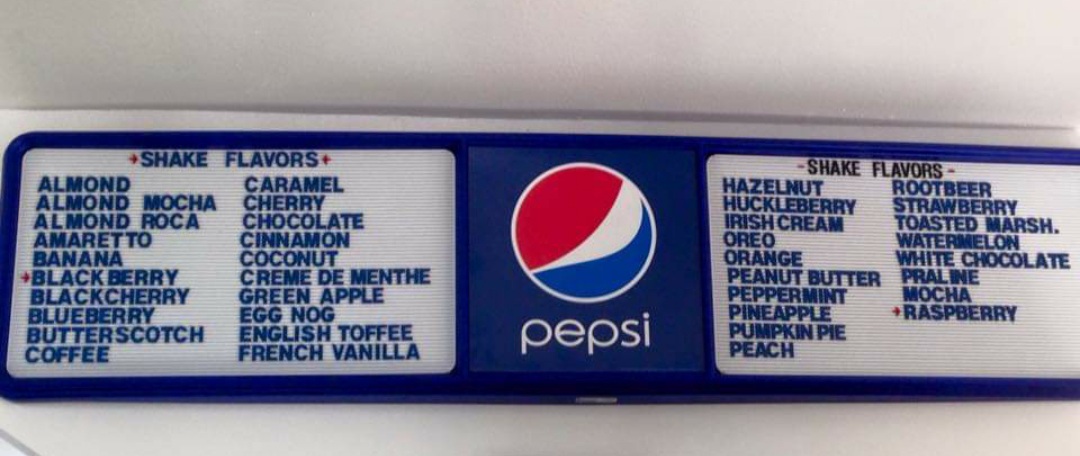 SHAKE FLAVORS
ALMOND
ALMOND MOCHA
ALMOND ROCA
AMARETTO
BANANA
BLACK BERRY
BLACKCHERRY
BLUEBERRY
BUTTERSCOTCH
COFFEE
CARAMEL
CHERRY
CHOCOLATE
CINNAMON
COCONUT
CREME DE MENTHE
GREEN APPLE
EGG NOG
ENGLISH TOFFEE
FRENCH VANILLA
pepsi
-SHAKE FLAVORS-
HAZELNUT
HUCKLEBERRY
IRISH CREAM
OREO
ORANGE
PEANUT BUTTER
PEPPERMINT
PINEAPPLE
PUMPKIN PIE
PEACH
ROOTBEER
STRAWBERRY
TOASTED MARSH.
WATERMELON
WHITE CHOCOLATE
PRALINE
MOCHA
RASPBERRY